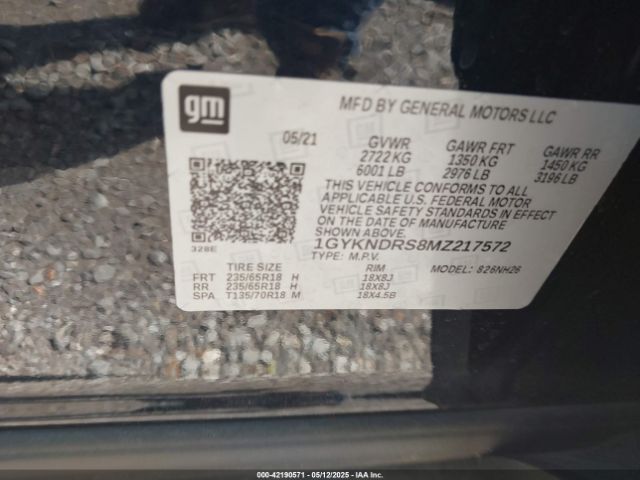 gm
MFD BY GENERAL MOTORS LLC
05/21 GVWR GAWR FRT GAWR RR
2722 KG 1350 KG 1450 KG
6001 LB 2976 LB 3196 LB
THIS VEHICLE CONFORMS TO ALL
APPLICABLE U.S. FEDERAL MOTOR
VEHICLE SAFETY STANDARDS IN EFFECT
ON THE DATE OF MANUFACTURE
SHOWN ABOVE.
328E
1GYKNDRS8MZ217572
TYPE: M.P.V. MODEL: 826NH26
TIRE SIZE RIM
FRT 235/65R18 H 18X8J
RR 235/65R18 H 18X8J
SPA T135/70R18 M 18X4.5B
000-42190571 - 05/12/2025 - IAA Inc.